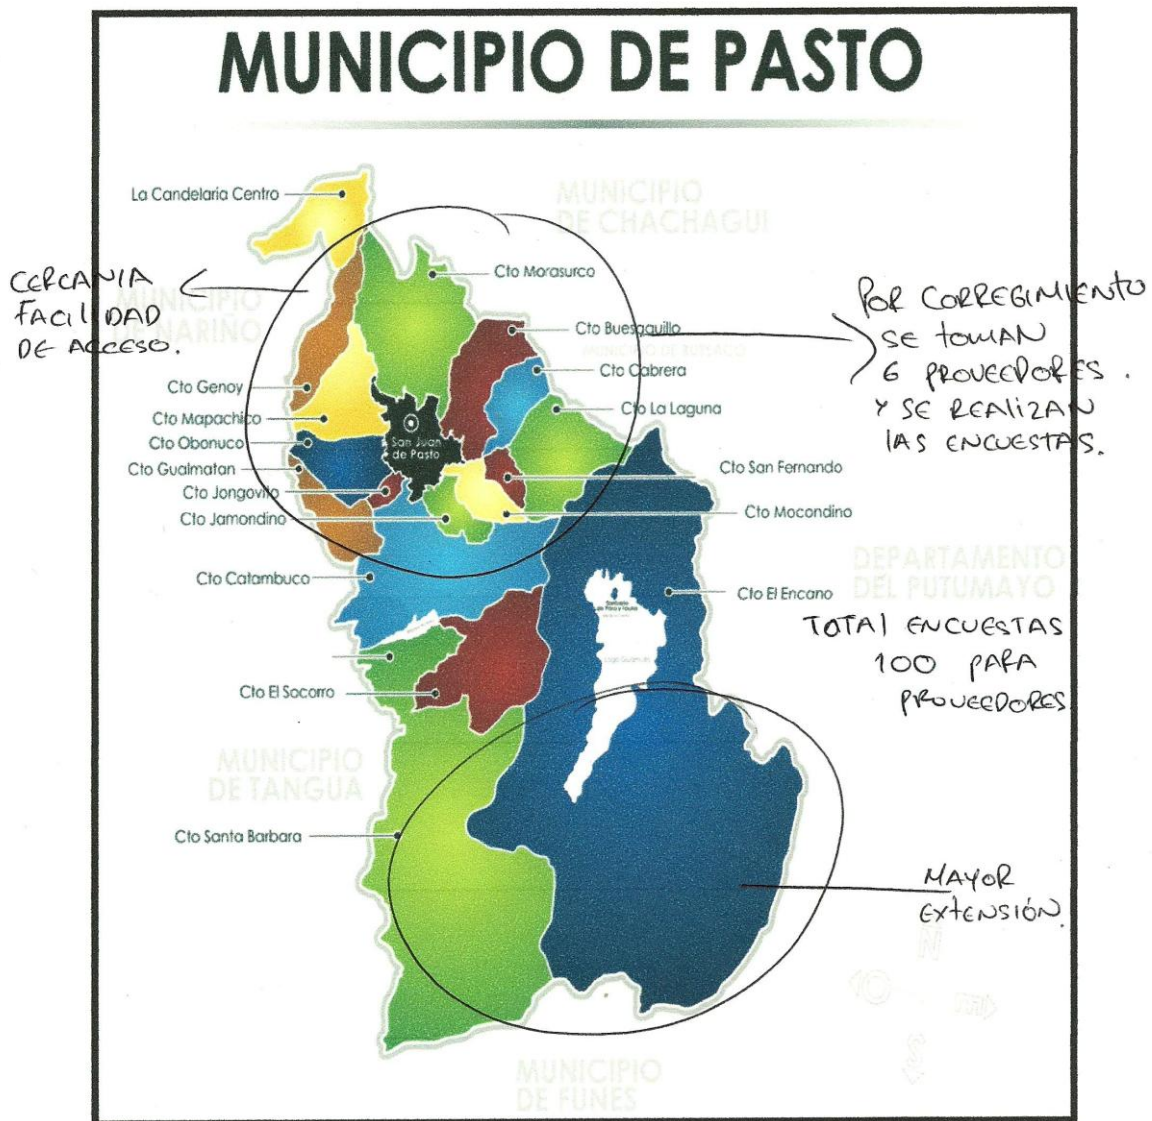 MUNICIPIO DE PASTO
La Candelaria Centro
MUNICIPIO
DE CHACHAGUI
Cto Morasurco
CERCANIA
FACILIDAD
DE ACCESO.
MUNICIPIO
DE NARIÑO
POR CORREGIMIENTO
SE TOMAN
6 PROVEEDORES.
Y SE REALIZAN
LAS ENCUESTAS.
Cto Buesaquillo
Cto Cabrera
Cto Genoy
Cto La Laguna
Cto Mapachico
Cto Obonuco
San Juan
de Pasto
Cto Gualmatan
Cto San Fernando
Cto Jongovito
Cto Jamondino
Cto Mocondino
DEPARTAMENTO
DEL PUTUMAYO
Cto Catambuco
Cto El Encano
TOTAL ENCUESTAS
100 PARA
PROVEEDORES
Cto El Socorro
MUNICIPIO
DE TANGUA
Cto Santa Barbara
MAYOR
EXTENSIÓN.
N
O
S
MUNICIPIO
DE FUNES